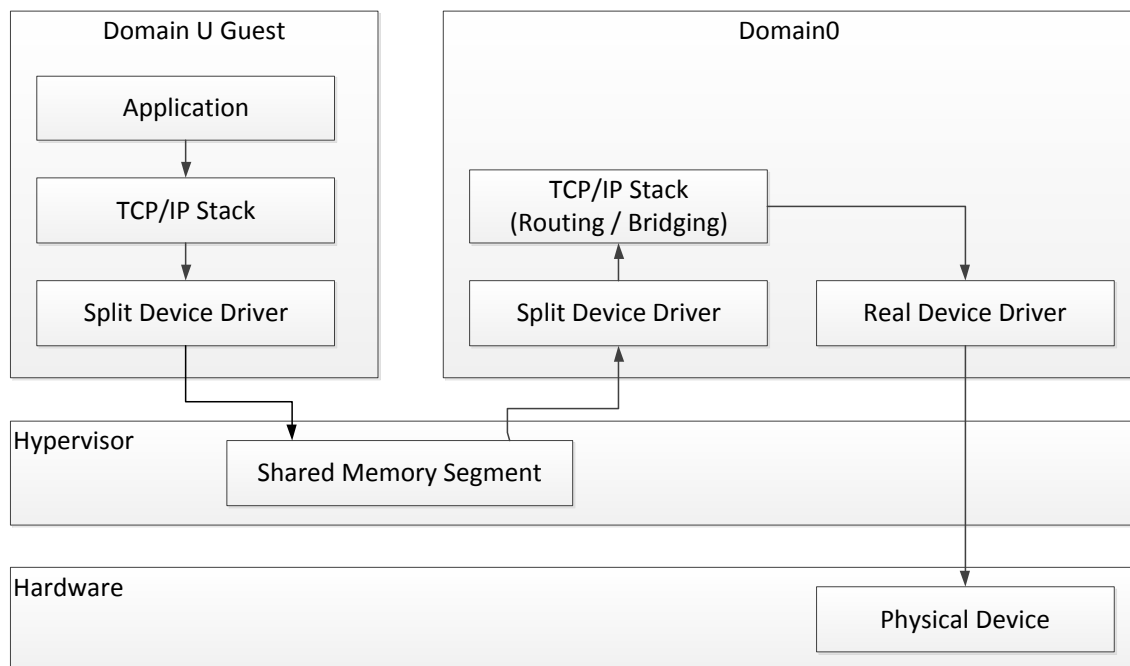 Domain U Guest
Application
TCP/IP Stack
Split Device Driver
Domain0
TCP/IP Stack
(Routing / Bridging)
Split Device Driver
Real Device Driver
Hypervisor
Shared Memory Segment
Hardware
Physical Device